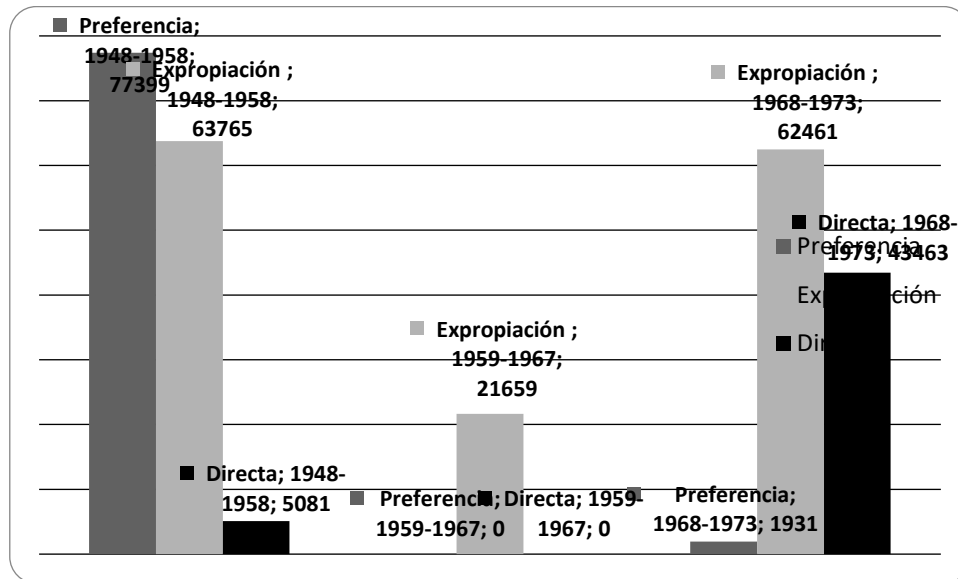 Preferencia;
1948-1958;
77399
Expropiación ;
1948-1958;
63765
Directa; 1948-
1958; 5081
Preferencia;
1959-1967; 0
Expropiación ;
1959-1967;
21659
Directa; 1959-
1967; 0
Preferencia;
1968-1973; 1931
Expropiación ;
1968-1973;
62461
Directa; 1968-
1973; 43463
Preferencia